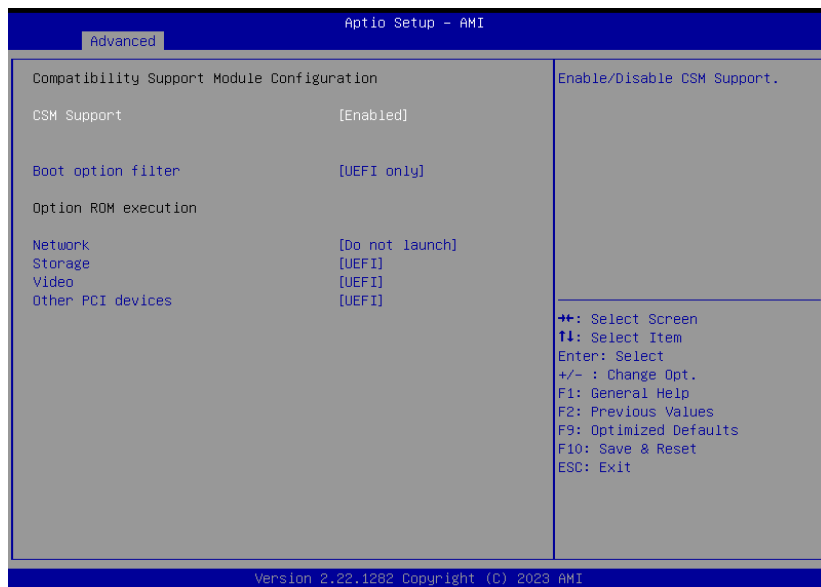 Aptio Setup - AMI
Advanced
Compatibility Support Module Configuration
CSM Support [Enabled]
Boot option filter [UEFI only]
Option ROM execution
Network [Do not launch]
Storage [UEFI]
Video [UEFI]
Other PCI devices [UEFI]
Enable/Disable CSM Support.
→←: Select Screen
↑↓: Select Item
Enter: Select
+/- : Change Opt.
F1: General Help
F2: Previous Values
F9: Optimized Defaults
F10: Save & Reset
ESC: Exit
Version 2.22.1282 Copyright (C) 2023 AMI